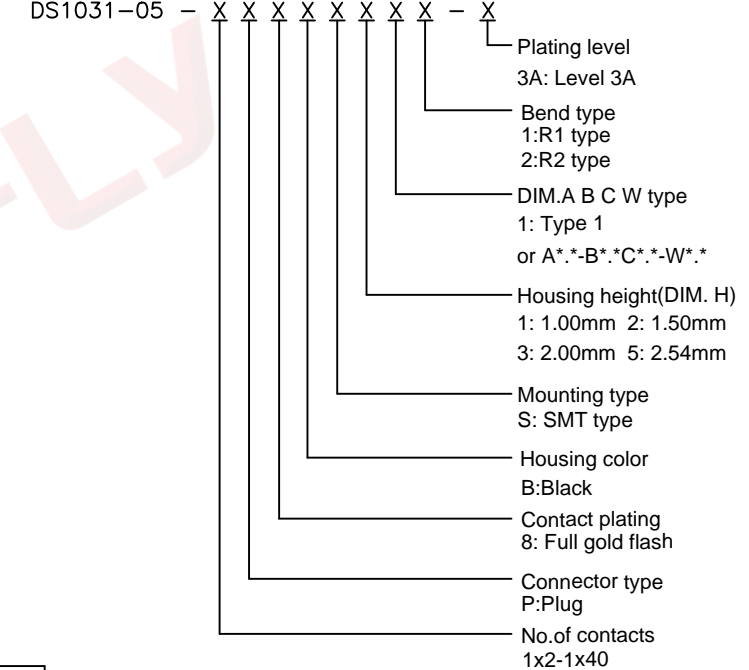 DS1031-05 - X X X X X X X X - X
Plating level
3A: Level 3A
Bend type
1:R1 type
2:R2 type
DIM.A B C W type
1: Type 1
or A*.*-B*.*C*.*-W*.*
Housing height(DIM. H)
1: 1.00mm 2: 1.50mm
3: 2.00mm 5: 2.54mm
Mounting type
S: SMT type
Housing color
B:Black
Contact plating
8: Full gold flash
Connector type
P:Plug
No.of contacts
1x2-1x40